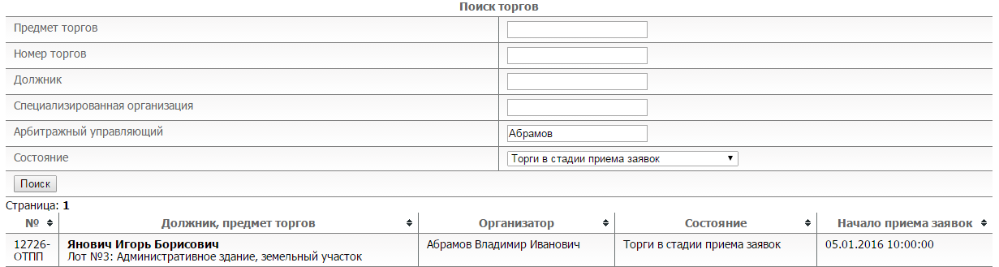 Поиск торгов
Предмет торгов
Номер торгов
Должник
Специализированная организация
Арбитражный управляющий Абрамов
Состояние Торги в стадии приема заявок
Поиск
Страница: 1
№ Должник, предмет торгов Организатор Состояние Начало приема заявок
12726- Янович Игорь Борисович Абрамов Владимир Иванович Торги в стадии приема заявок 05.01.2016 10:00:00
ОТПП Лот №3: Административное здание, земельный участок